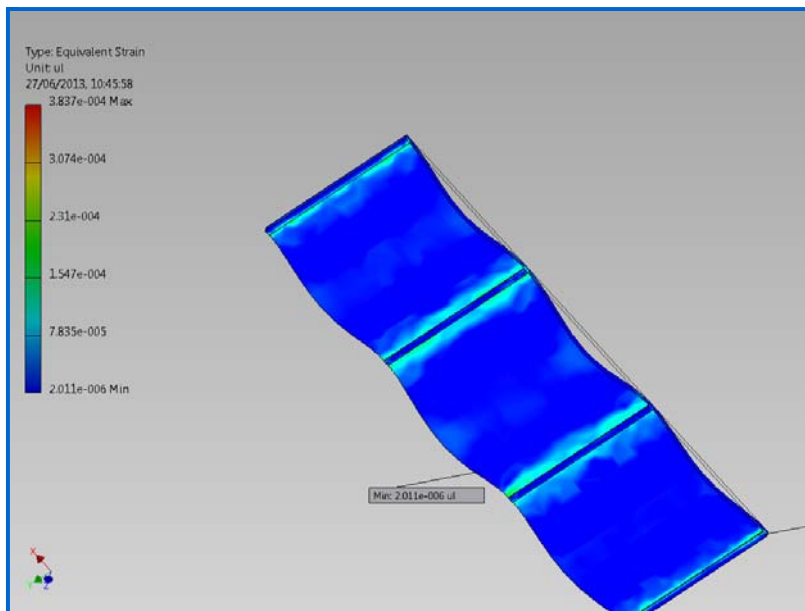 Type: Equivalent Strain
Unit: ul
27/06/2013, 10:45:58
3.837e-004 Max
3.074e-004
2.31e-004
1.547e-004
7.835e-005
2.011e-006 Min
Min: 2.011e-006 ul
X
Y
Z